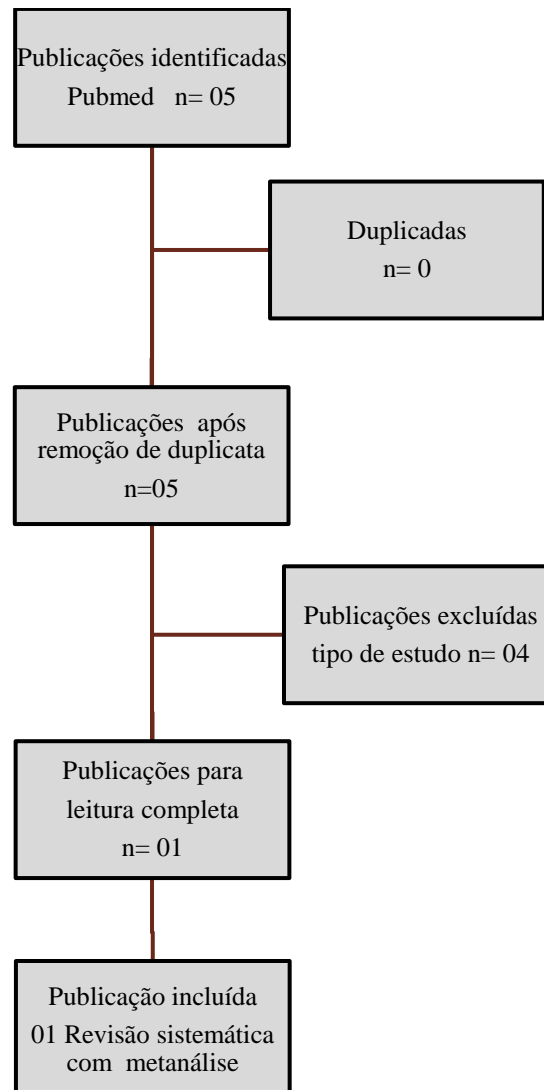 Publicações identificadas
Pubmed n= 05
Duplicadas
n= 0
Publicações após
remoção de duplicata
n=05
Publicações excluídas
tipo de estudo n= 04
Publicações para
leitura completa
n= 01
Publicação incluída
01 Revisão sistemática
com metanálise